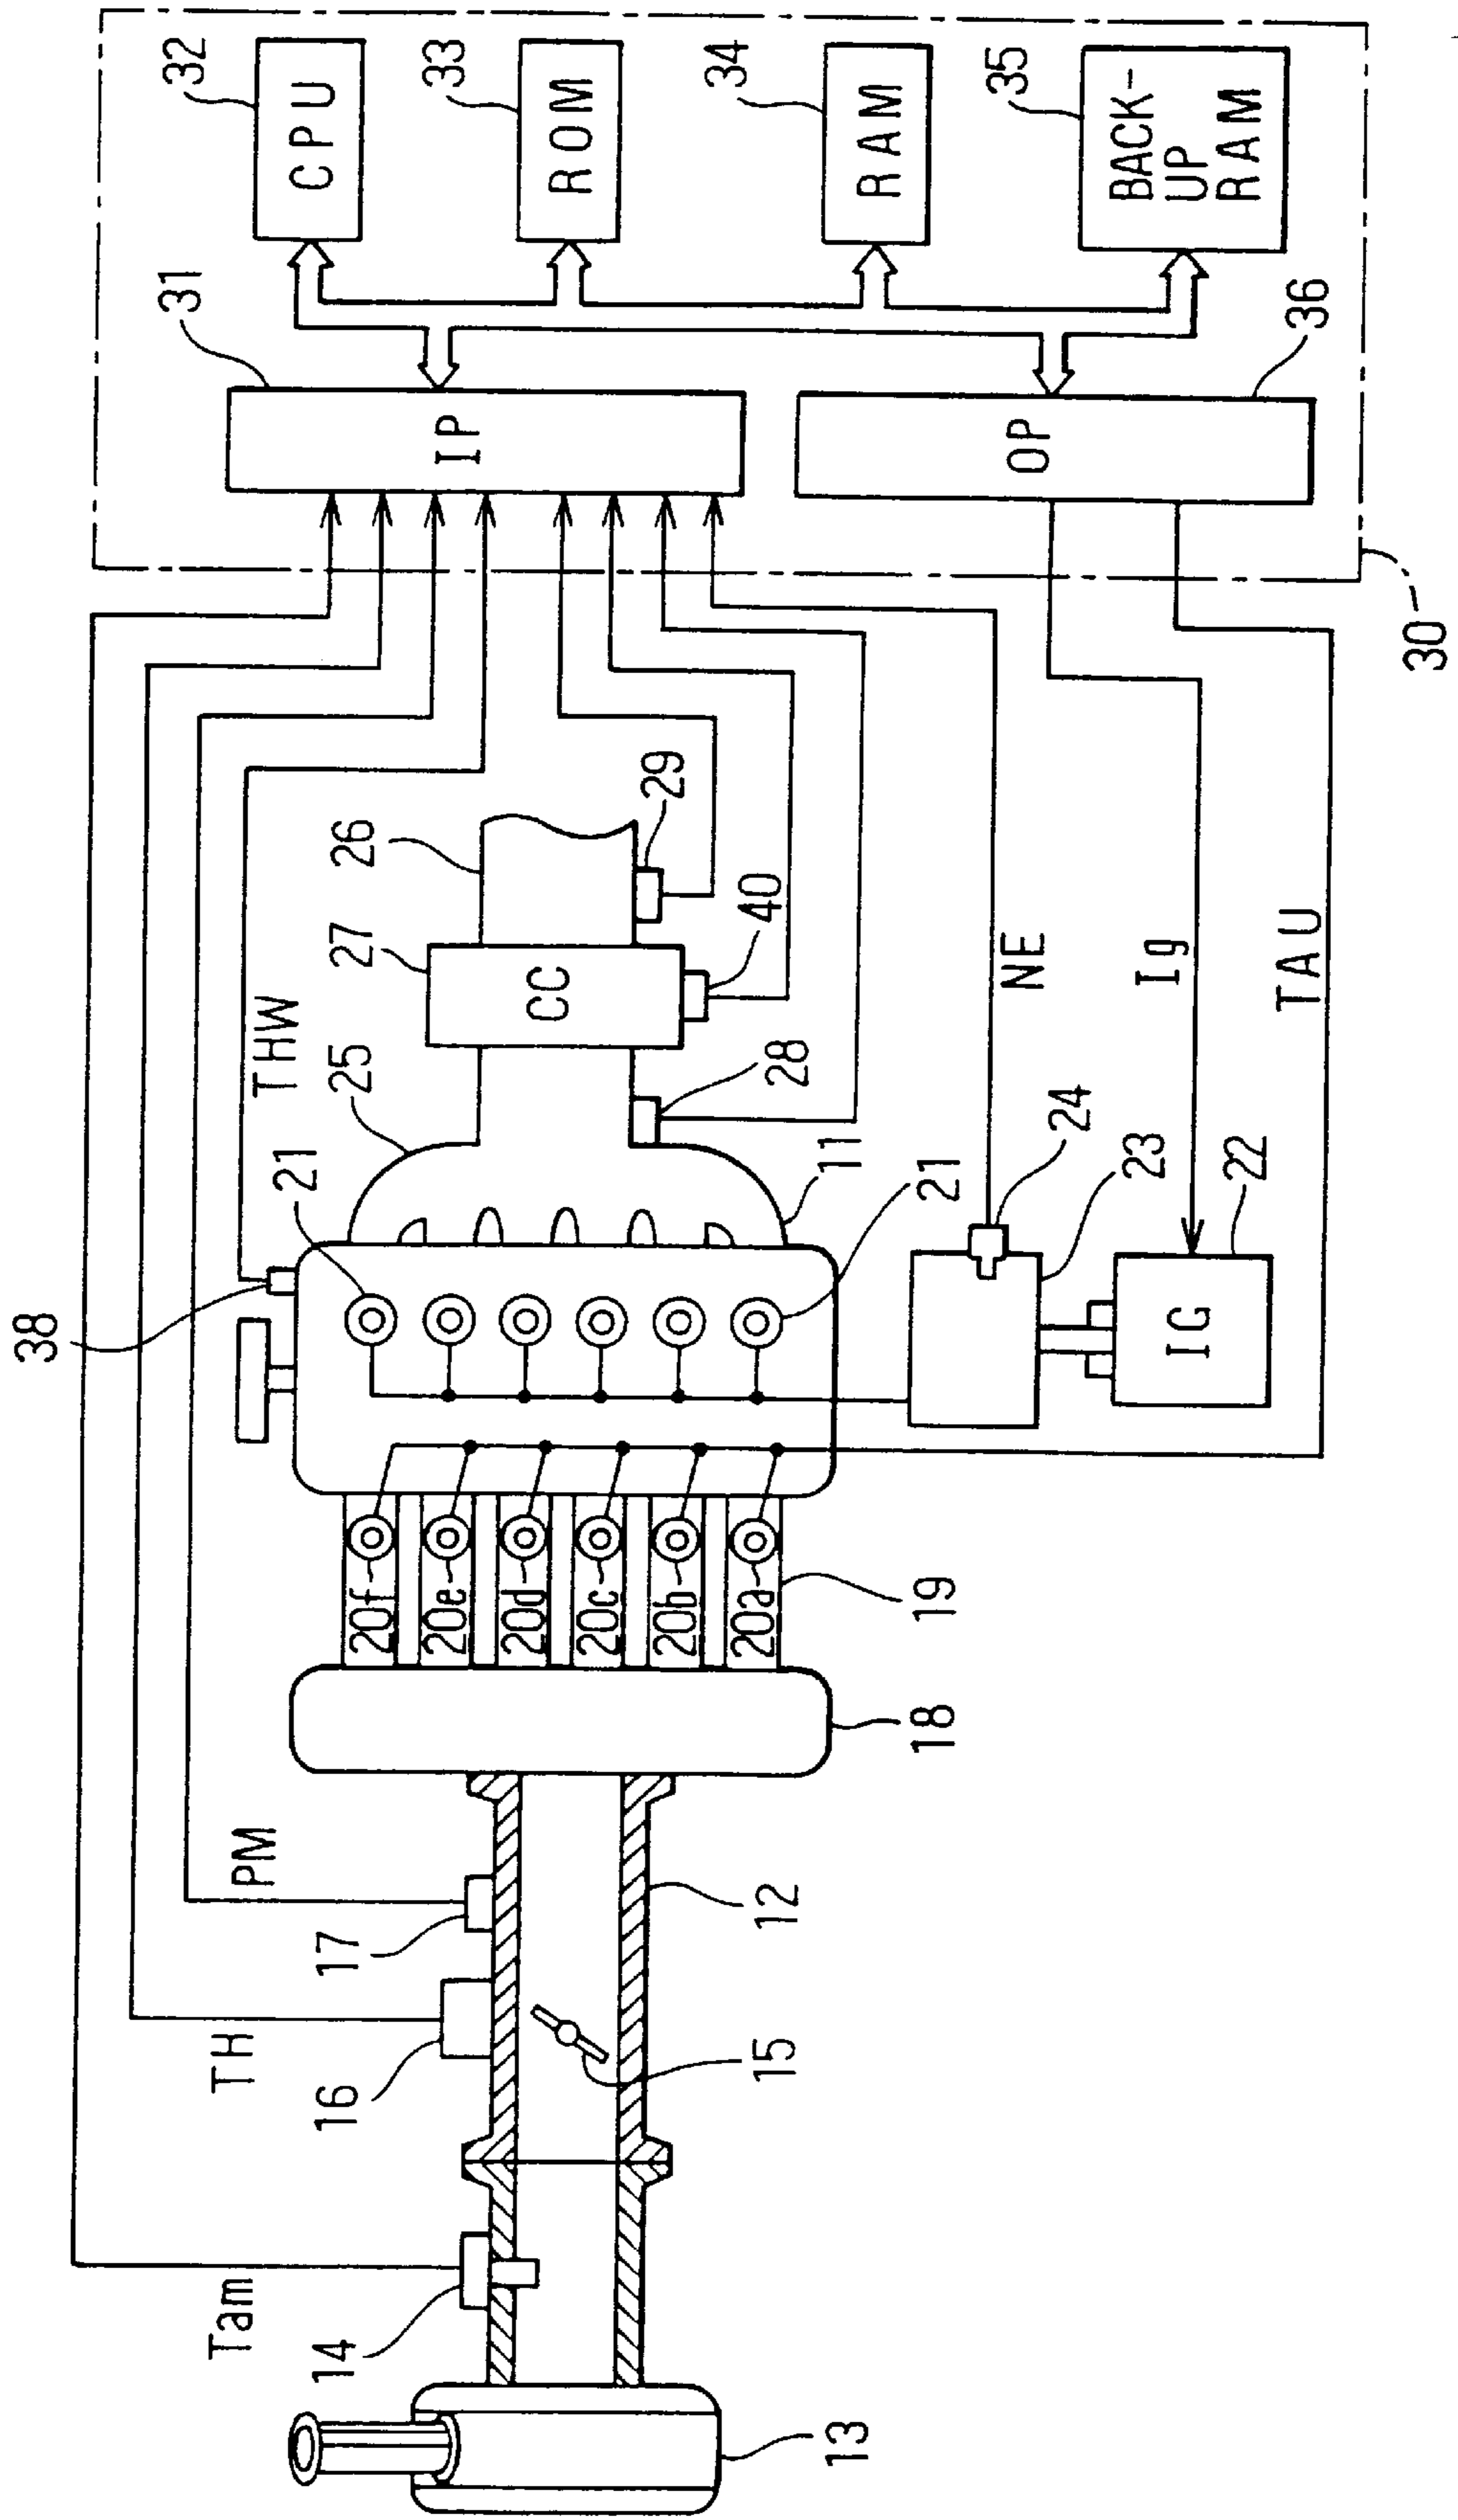 32
CPU
33
ROM
34
RAM
35
BACK-
UP
RAM
31
IP
36
OP
30
THW
26
29
27
CC
40
25
28
NE
Ig
TAU
21
11
21
24
23
22
IG
38
20f
20e
20d
20c
20b
20a
19
18
PM
17
12
TH
16
15
Tam
14
13